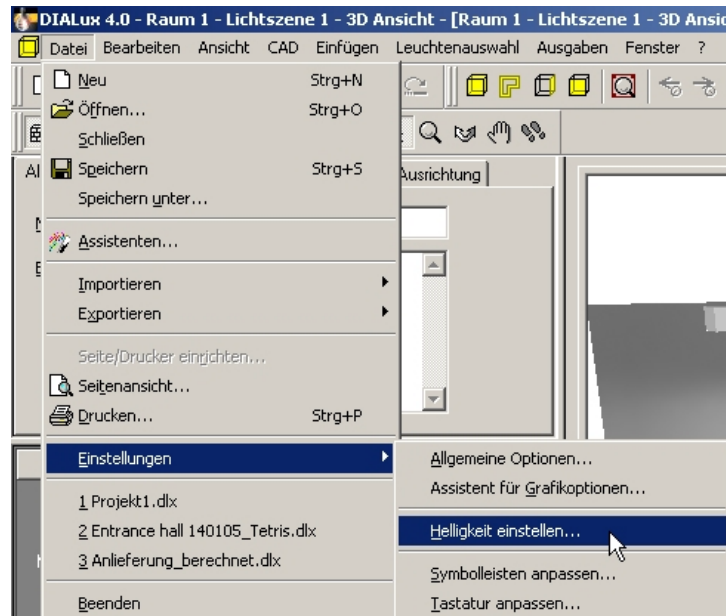 DIALux 4.0 - Raum 1 - Lichtszene 1 - 3D Ansicht - [Raum 1 - Lichtszene 1 - 3D Ansic
Datei Bearbeiten Ansicht CAD Einfügen Leuchtenauswahl Ausgaben Fenster ?
Neu Strg+N
Öffnen... Strg+O
Schließen
Speichern Strg+S
Speichern unter...
Assistenten...
Importieren
Exportieren
Seite/Drucker einrichten...
Seitenansicht...
Drucken... Strg+P
Einstellungen
1 Projekt1.dlx
2 Entrance hall 140105_Tetris.dlx
3 Anlieferung_berechnet.dlx
Beenden
Al
Ausrichtung
Allgemeine Optionen...
Assistent für Grafikoptionen...
Helligkeit einstellen...
Symbolleisten anpassen...
Tastatur anpassen...